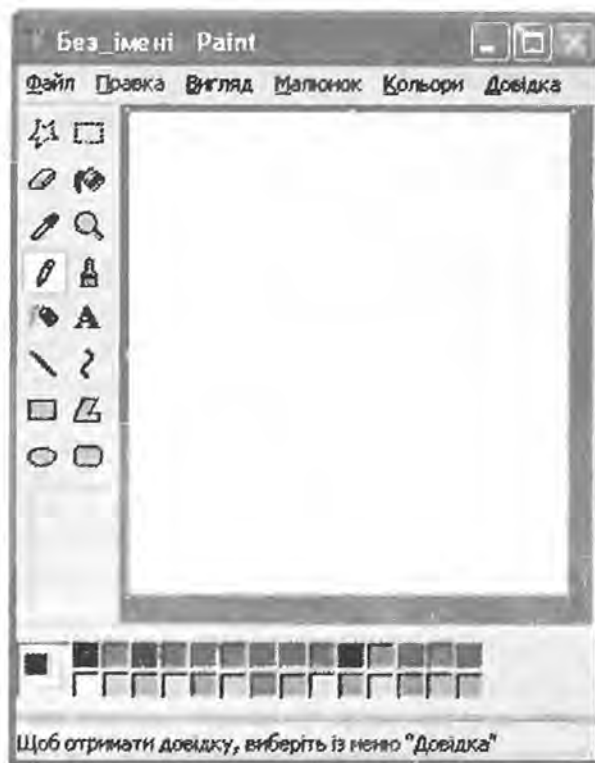 Без_імені Paint
Файл Правка Вигляд Малюнок Кольори Довідка
A
Щоб отримати довідку, виберіть із меню "Довідка"